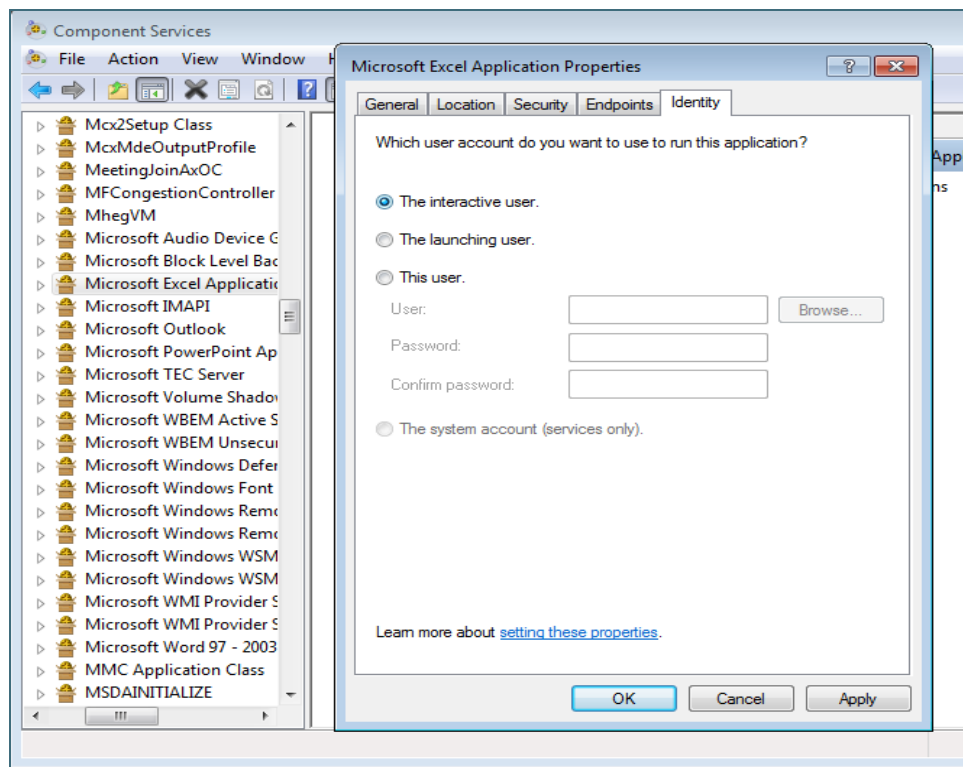 Component Services
File Action View Window H
Mcx2Setup Class
McxMdeOutputProfile
MeetingJoinAxOC
MFCongestionController
MhegVM
Microsoft Audio Device G
Microsoft Block Level Bac
Microsoft Excel Applicatic
Microsoft IMAPI
Microsoft Outlook
Microsoft PowerPoint Ap
Microsoft TEC Server
Microsoft Volume Shadov
Microsoft WBEM Active S
Microsoft WBEM Unsecur
Microsoft Windows Defer
Microsoft Windows Font
Microsoft Windows Remo
Microsoft Windows Remo
Microsoft Windows WSM
Microsoft Windows WSM
Microsoft WMI Provider S
Microsoft WMI Provider S
Microsoft Word 97 - 2003
MMC Application Class
MSDAINITIALIZE
App
ns
Microsoft Excel Application Properties
General Location Security Endpoints Identity
Which user account do you want to use to run this application?
The interactive user.
The launching user.
This user.
User:
Browse...
Password:
Confirm password:
The system account (services only).
Learn more about setting these properties.
OK Cancel Apply